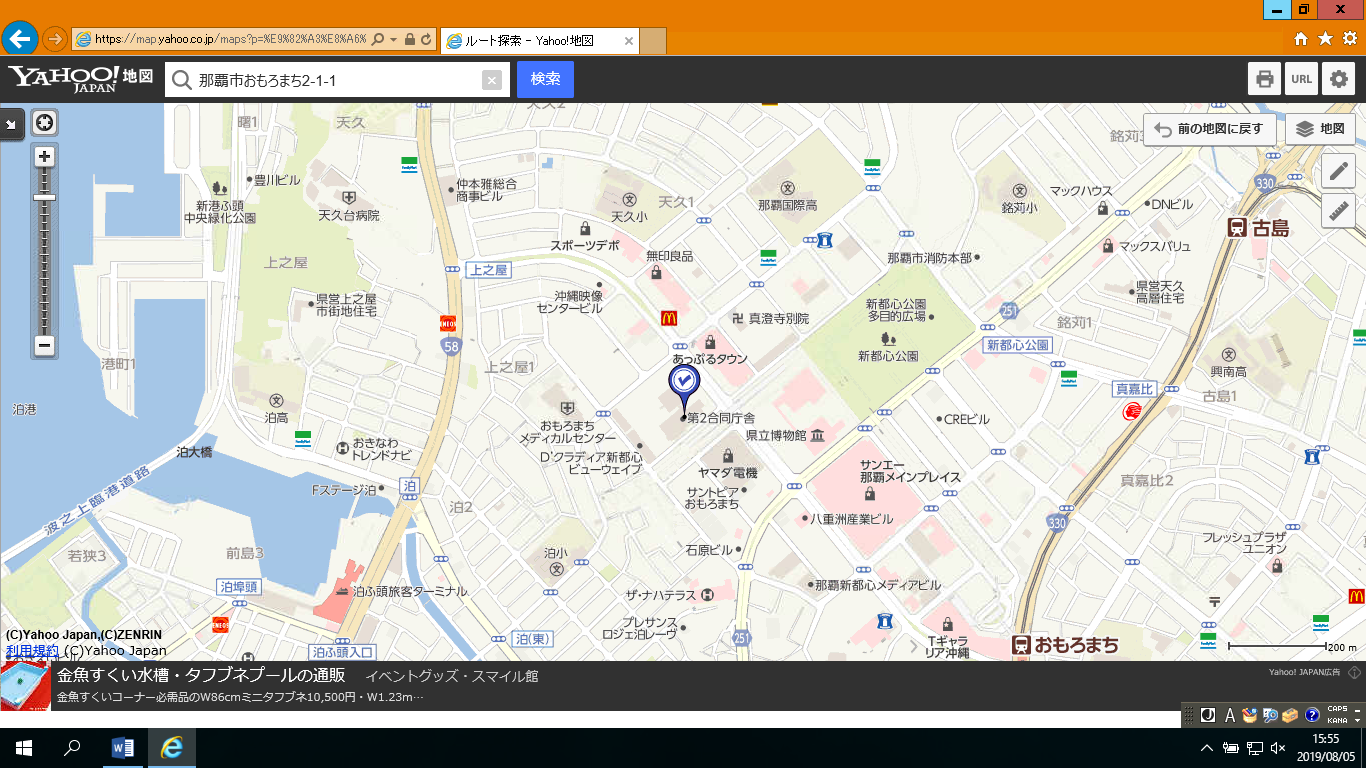 https://map.yahoo.co.jp/maps?p=%E9%82%A3%E8%A6%
ルート探索 - Yahoo!地図
YAHOO! 地図
JAPAN
那覇市おもろまち2-1-1
検索
URL
前の地図に戻す
地図
曙1
天久
天久2
銘苅3
豊川ビル
新港ふ頭
中央緑化公園
天久台病院
仲本雅総合
商事ビル
天久小
天久1
那覇国際高
銘苅小
マックハウス
DNビル
330
古島
スポーツデポ
マックスバリュ
那覇市消防本部
無印良品
上之屋
上之屋
沖縄映像
センタービル
県営上之屋
市街地住宅
県営天久
高層住宅
新都心公園
多目的広場
251
銘苅1
真澄寺別院
新都心公園
新都心公園
58
港町1
上之屋1
あっぷるタウン
興南高
真嘉比
古島1
泊港
泊高
第2合同庁舎
CREビル
おもろまち
メディカルセンター
県立博物館
おきなわ
トレンドナビ
泊大橋
D'クラディア新都心
ビューウェイブ
ヤマダ電機
サンエー
那覇メインプレイス
真嘉比2
Fステージ泊
泊
サントピア
おもろまち
波之上臨港道路
泊2
八重洲産業ビル
330
フレッシュプラザ
ユニオン
若狭3
前島3
泊小
石原ビル
泊埠頭
泊ふ頭旅客ターミナル
ザ・ナハテラス
那覇新都心メディアビル
プレサンス
ロジェ泊レーヴ
泊(東)
251
Tギャラ
リア沖縄
おもろまち
泊ふ頭入口
200 m
(C)Yahoo Japan,(C)ZENRIN
利用規約 (C)Yahoo Japan
金魚すくい水槽・タフブネプールの通販 イベントグッズ・スマイル館
金魚すくいコーナー必需品のW86cmミニタフブネ10,500円・W1.23m…
Yahoo! JAPAN広告
A
CAPS
KANA
15:55
2019/08/05